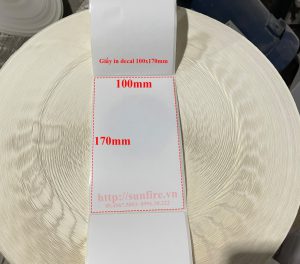 Giấy in decal 100x170mm
100mm
170mm
http://sunfire.vn